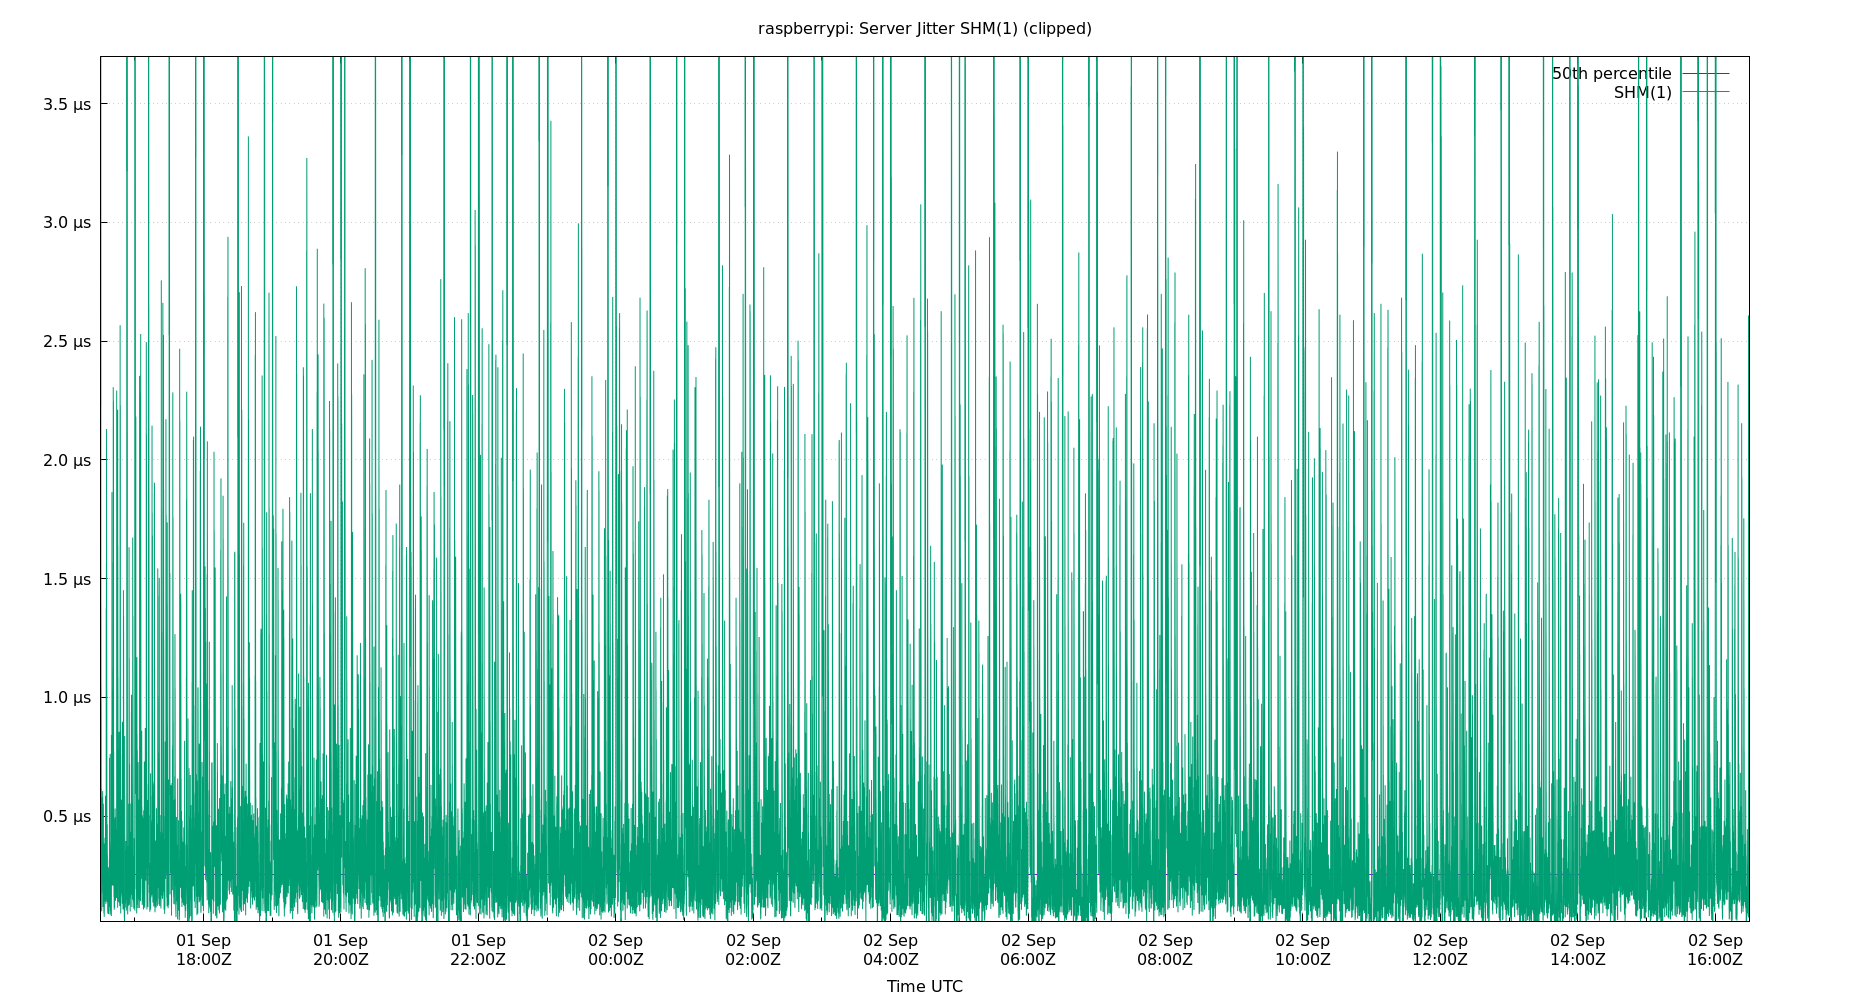 raspberrypi: Server Jitter SHM(1) (clipped)
50th percentile
SHM(1)
3.5 µs
3.0 µs
2.5 µs
2.0 µs
1.5 µs
1.0 µs
0.5 µs
01 Sep 01 Sep 01 Sep 02 Sep 02 Sep 02 Sep 02 Sep 02 Sep 02 Sep 02 Sep 02 Sep 02 Sep
18:00Z 20:00Z 22:00Z 00:00Z 02:00Z 04:00Z 06:00Z 08:00Z 10:00Z 12:00Z 14:00Z 16:00Z
Time UTC